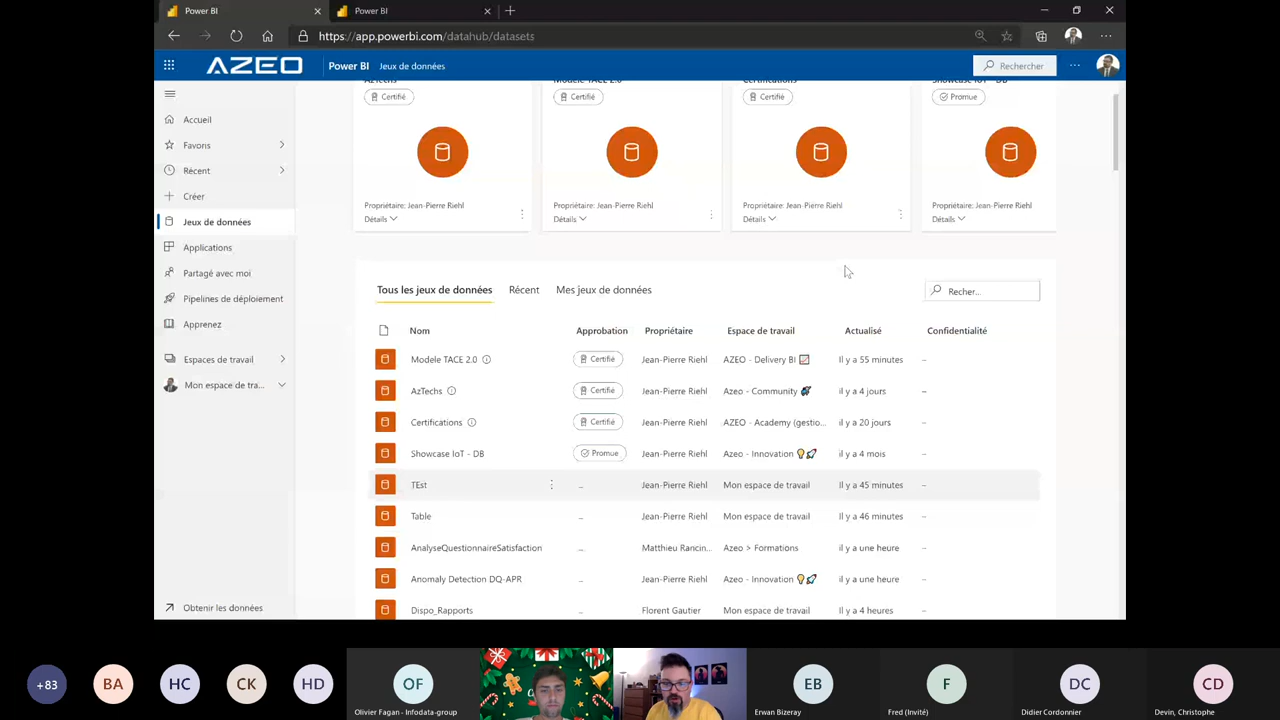 Power BI
Power BI
https://app.powerbi.com/datahub/datasets
AZEO
Power BI
Jeux de données
Rechercher
Accueil
Favoris
Récent
Créer
Jeux de données
Applications
Partagé avec moi
Pipelines de déploiement
Apprenez
Espaces de travail
Mon espace de tra...
Obtenir les données
AzTechs
Certifié
Propriétaire: Jean-Pierre Riehl
Détails
Modele TACE 2.0
Certifié
Propriétaire: Jean-Pierre Riehl
Détails
Certifications
Certifié
Propriétaire: Jean-Pierre Riehl
Détails
Showcase IoT - DB
Promue
Propriétaire: Jean-Pierre Riehl
Détails
Tous les jeux de données Récent Mes jeux de données Recher...
Nom Approbation Propriétaire Espace de travail Actualisé Confidentialité
Modele TACE 2.0 Certifié Jean-Pierre Riehl AZEO - Delivery BI 📈 Il y a 55 minutes –
AzTechs Certifié Jean-Pierre Riehl Azeo - Community il y a 4 jours –
Certifications Certifié Jean-Pierre Riehl AZEO - Academy (gestio... il y a 20 jours –
Showcase IoT - DB Promue Jean-Pierre Riehl Azeo - Innovation 💡🚀 il y a 4 mois –
TEst – Jean-Pierre Riehl Mon espace de travail Il y a 45 minutes –
Table – Jean-Pierre Riehl Mon espace de travail Il y a 46 minutes –
AnalyseQuestionnaireSatisfaction – Matthieu Rancin... Azeo > Formations il y a une heure –
Anomaly Detection DQ-APR – Jean-Pierre Riehl Azeo - Innovation 💡🚀 il y a une heure –
Dispo_Rapports – Florent Gautier Mon espace de travail Il y a 4 heures –
+83
BA
HC
CK
HD
OF
Olivier Fagan - Infodata-group
EB
Erwan Bizeray
F
Fred (Invité)
DC
Didier Cordonnier
CD
Devin, Christophe